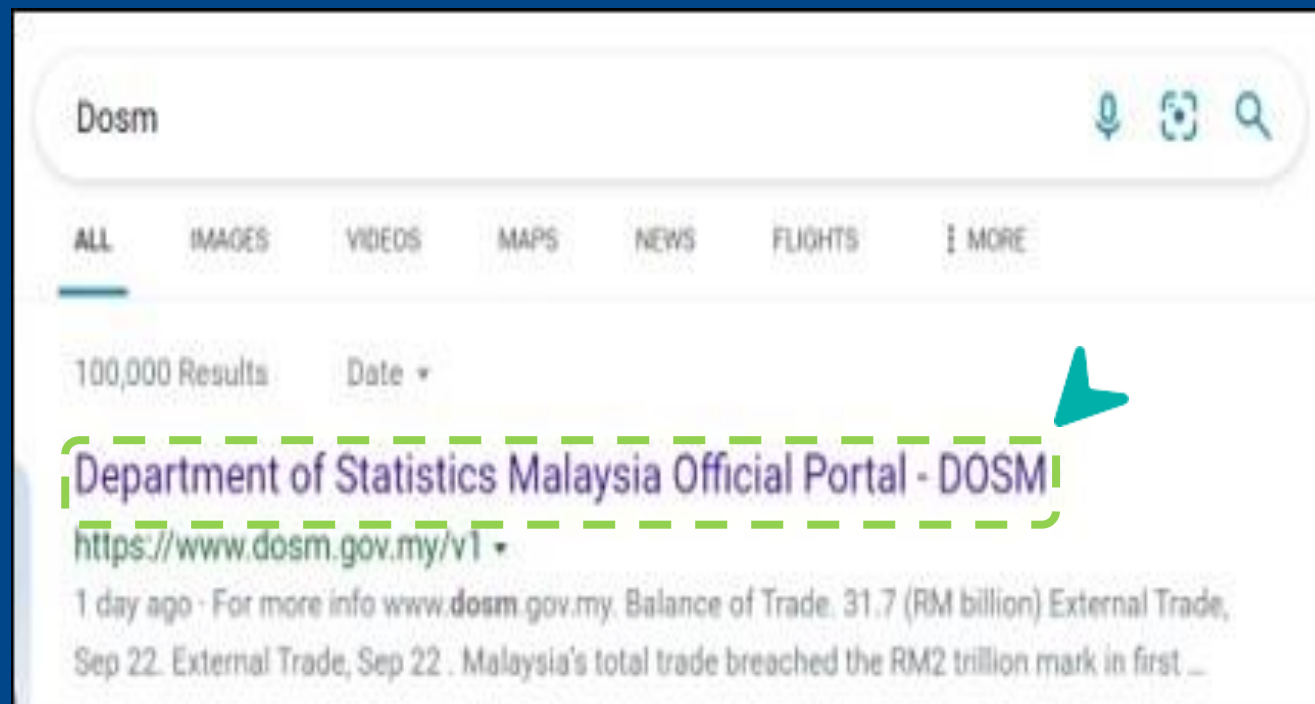 Dosm
ALL IMAGES VIDEOS MAPS NEWS FLIGHTS MORE
100,000 Results Date
Department of Statistics Malaysia Official Portal - DOSM
https://www.dosm.gov.my/v1
1 day ago · For more info www.dosm.gov.my. Balance of Trade. 31.7 (RM billion) External Trade,
Sep 22. External Trade, Sep 22 . Malaysia's total trade breached the RM2 trillion mark in first ...